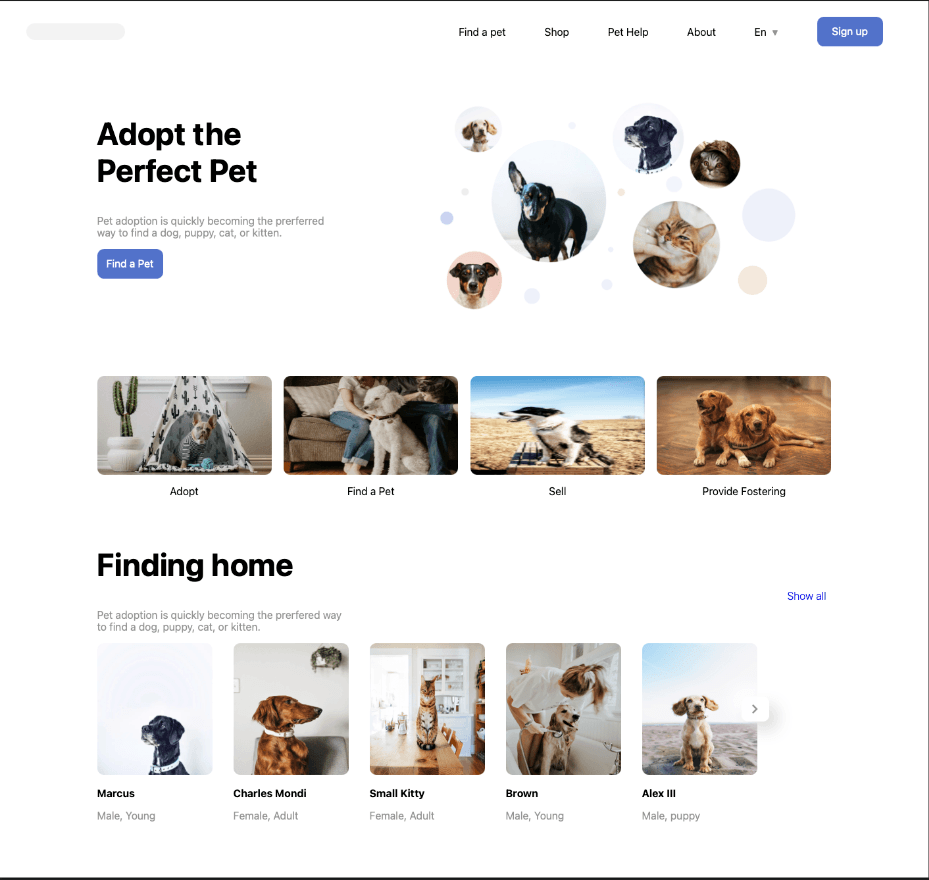 Find a pet
Shop
Pet Help
About
En
Sign up
Adopt the
Perfect Pet
Pet adoption is quickly becoming the prerferred
way to find a dog, puppy, cat, or kitten.
Find a Pet
Adopt
Find a Pet
Sell
Provide Fostering
Finding home
Show all
Pet adoption is quickly becoming the prerfered way
to find a dog, puppy, cat, or kitten.
Marcus
Charles Mondi
Small Kitty
Brown
Alex III
Male, Young
Female, Adult
Female, Adult
Male, Young
Male, puppy